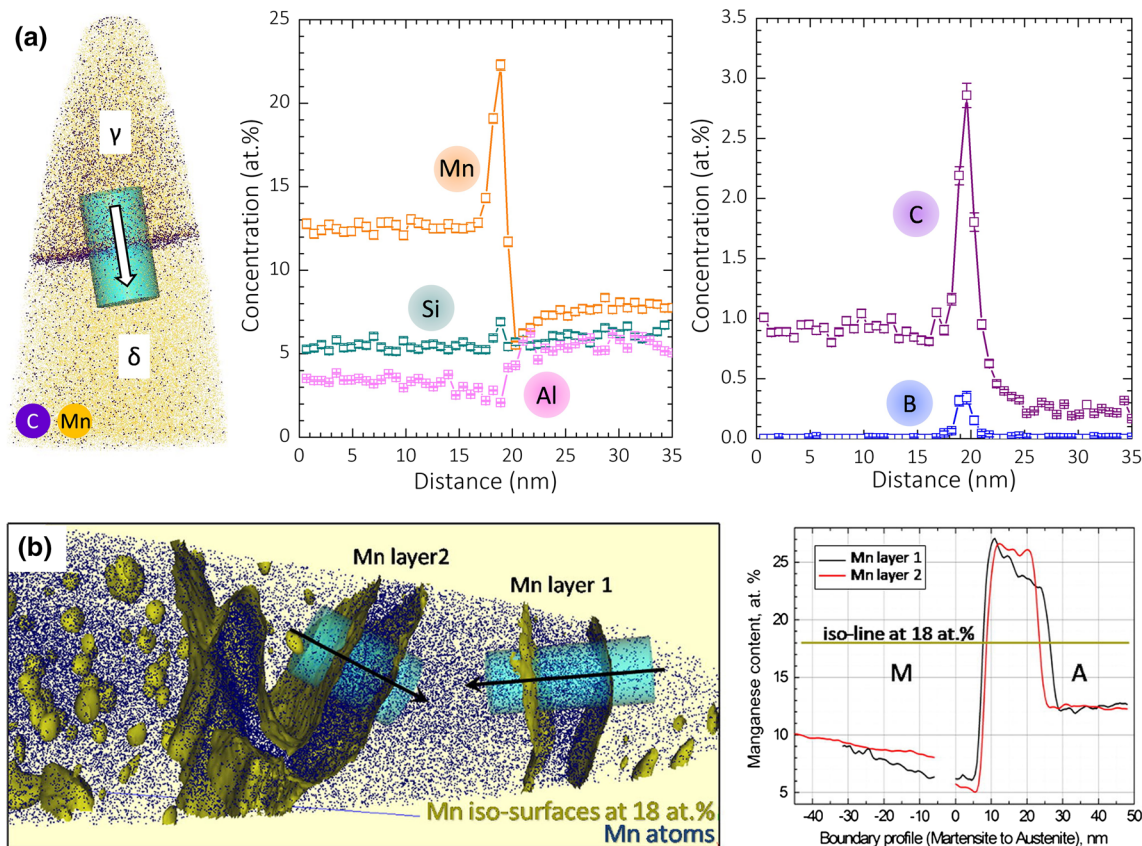 (a)
γ
δ
C
Mn
Concentration (at.%)
25
20
15
10
5
0
Mn
Si
Al
0 5 10 15 20 25 30 35
Distance (nm)
Concentration (at.%)
3.5
3.0
2.5
2.0
1.5
1.0
0.5
0.0
C
B
0 5 10 15 20 25 30 35
Distance (nm)
(b)
Mn layer2
Mn layer 1
Mn iso-surfaces at 18 at.%
Mn atoms
Manganese content, at. %
25
20
15
10
5
Mn layer 1
Mn layer 2
iso-line at 18 at.%
M
A
-40 -30 -20 -10 0 10 20 30 40 50
Boundary profile (Martensite to Austenite), nm